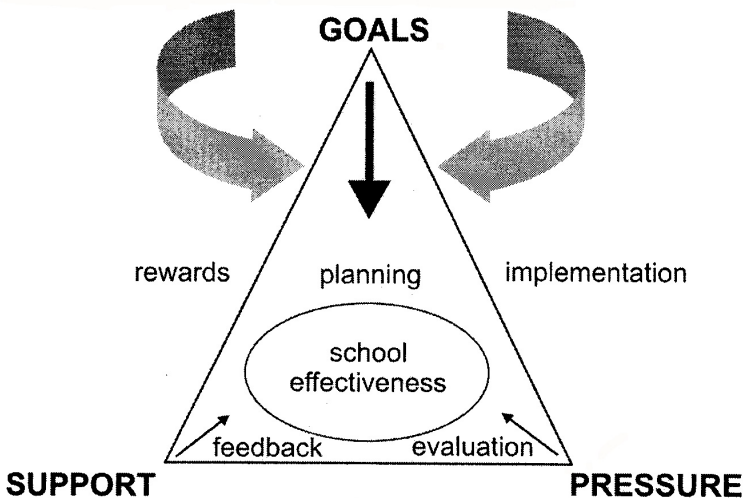 GOALS
rewards planning implementation
school
effectiveness
feedback evaluation
SUPPORT PRESSURE